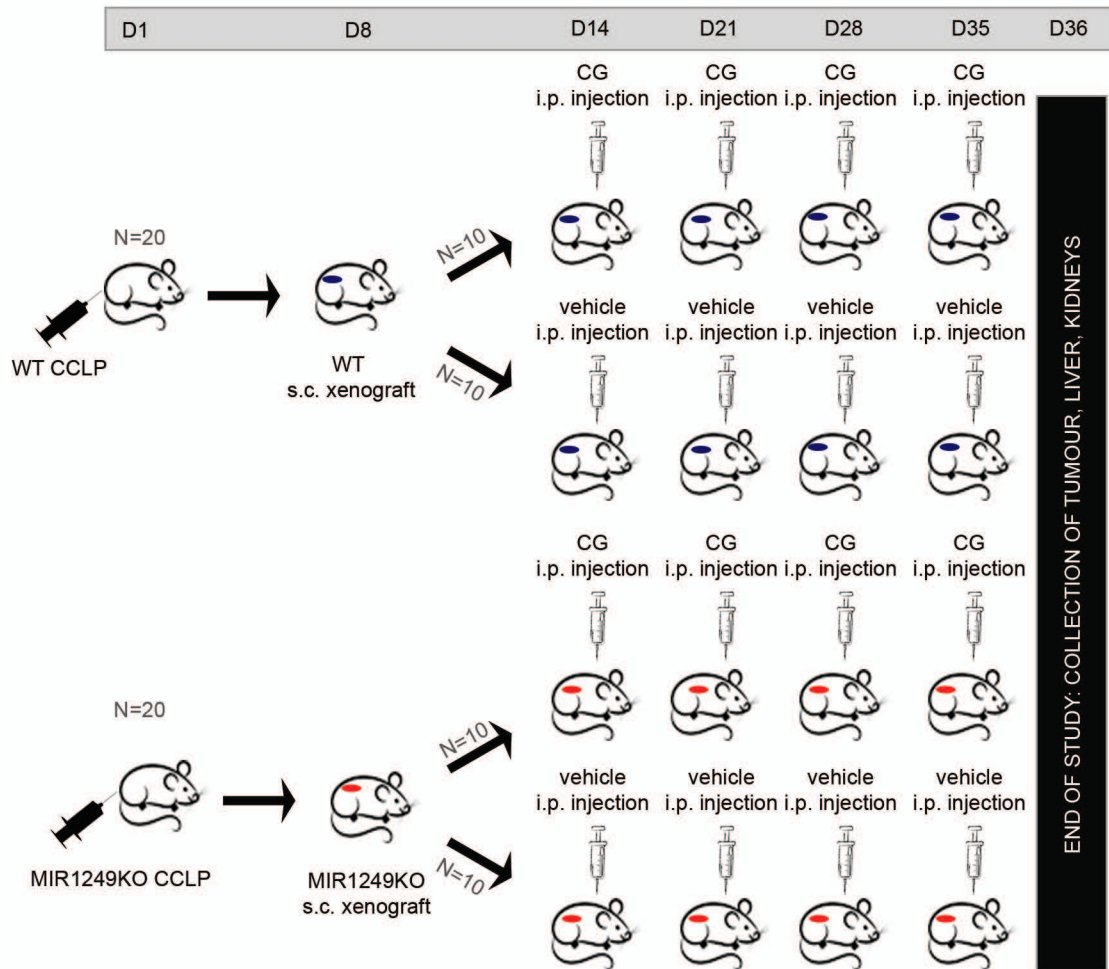 D1 D8 D14 D21 D28 D35 D36
CG CG CG CG
i.p. injection i.p. injection i.p. injection i.p. injection
N=20
N=10
WT CCLP
WT
s.c. xenograft
N=10
vehicle vehicle vehicle vehicle
i.p. injection i.p. injection i.p. injection i.p. injection
CG CG CG CG
i.p. injection i.p. injection i.p. injection i.p. injection
N=20
N=10
MIR1249KO CCLP
MIR1249KO
s.c. xenograft
N=10
vehicle vehicle vehicle vehicle
i.p. injection i.p. injection i.p. injection i.p. injection
END OF STUDY: COLLECTION OF TUMOUR, LIVER, KIDNEYS